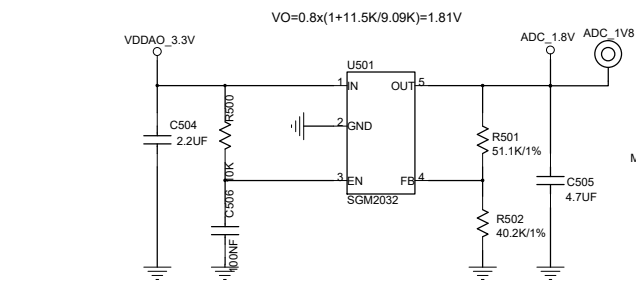 VO=0.8x(1+11.5K/9.09K)=1.81V
VDDAO_3.3V
ADC_1.8V
ADC_1V8
U501
1 IN
OUT 5
R500
10K
C504
2.2UF
2 GND
R501
51.1K/1%
3 EN
FB 4
SGM2032
C505
4.7UF
C506
100NF
R502
40.2K/1%